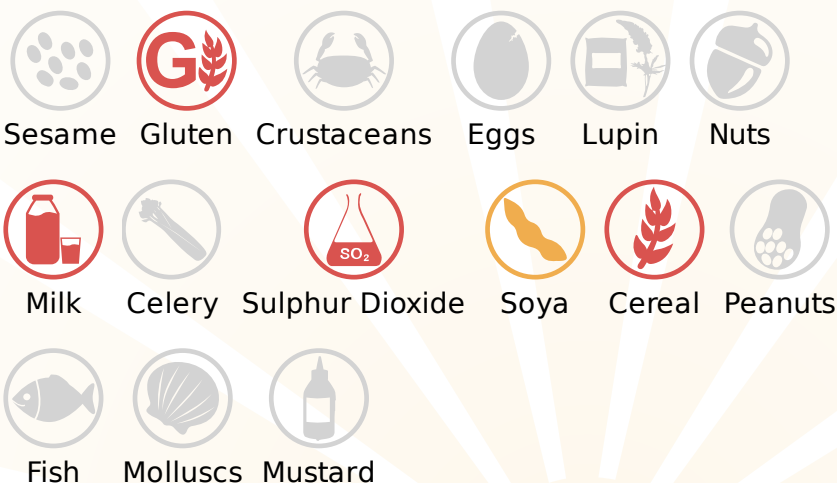 G
Sesame Gluten Crustaceans Eggs Lupin Nuts
SO₂
Milk Celery Sulphur Dioxide Soya Cereal Peanuts
Fish Molluscs Mustard